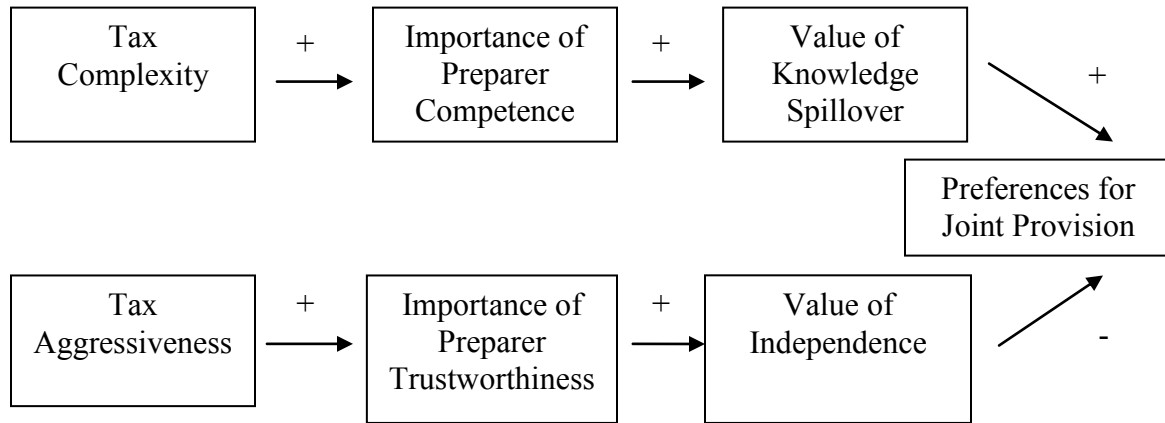 Tax
Complexity
+
Importance of
Preparer
Competence
+
Value of
Knowledge
Spillover
+
Preferences for
Joint Provision
Tax
Aggressiveness
+
Importance of
Preparer
Trustworthiness
+
Value of
Independence
-